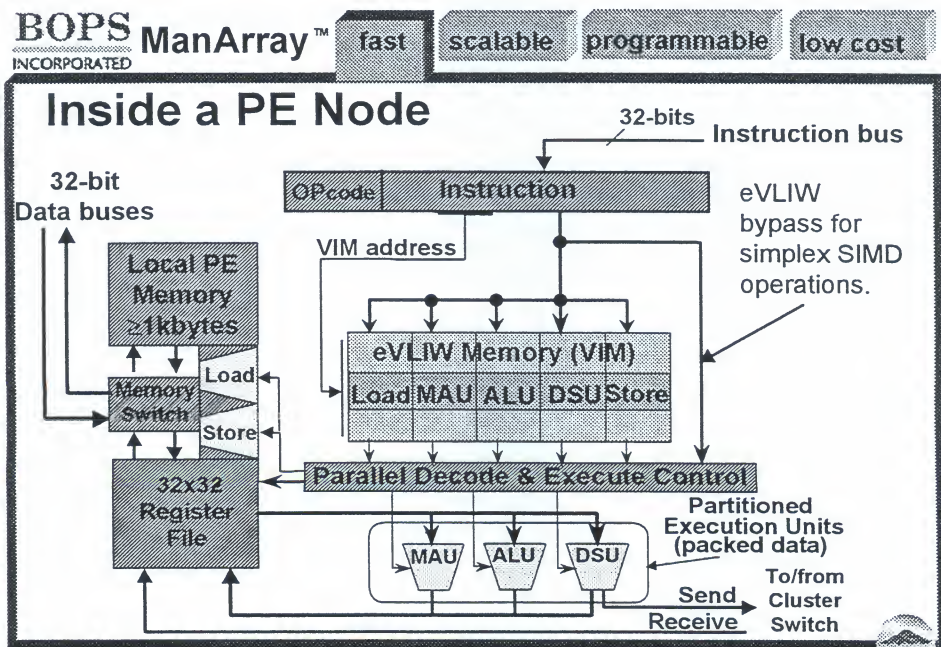 BOPS
INCORPORATED
ManArray™
fast
scalable
programmable
low cost
Inside a PE Node
32-bits
Instruction bus
OPcode
Instruction
32-bit
Data buses
VIM address
eVLIW
bypass for
simplex SIMD
operations.
Local PE
Memory
≥1kbytes
eVLIW Memory (VIM)
Load MAU ALU DSU Store
Load
Memory
Switch
Store
Parallel Decode & Execute Control
32x32
Register
File
Partitioned
Execution Units
(packed data)
MAU
ALU
DSU
Send
Receive
To/from
Cluster
Switch